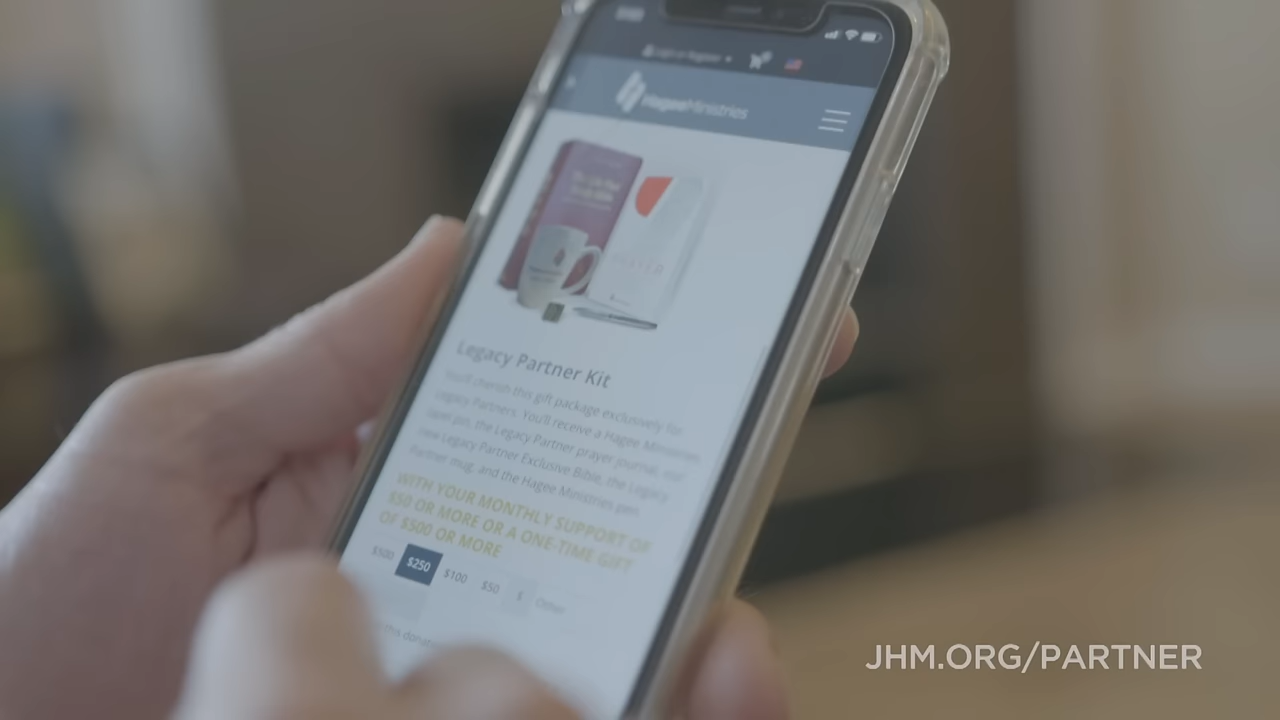 HageeMinistries
Legacy Partner Kit
You'll cherish this gift package exclusively for
Legacy Partners. You'll receive a Hagee Ministries
lapel pin, the Legacy Partner prayer journal, our
new Legacy Partner Exclusive Bible, the Legacy
Partner mug, and the Hagee Ministries pen.
WITH YOUR MONTHLY SUPPORT OF
$50 OR MORE OR A ONE-TIME GIFT
OF $500 OR MORE
$500 $250 $100 $50 $ Other
this
JHM.ORG/PARTNER